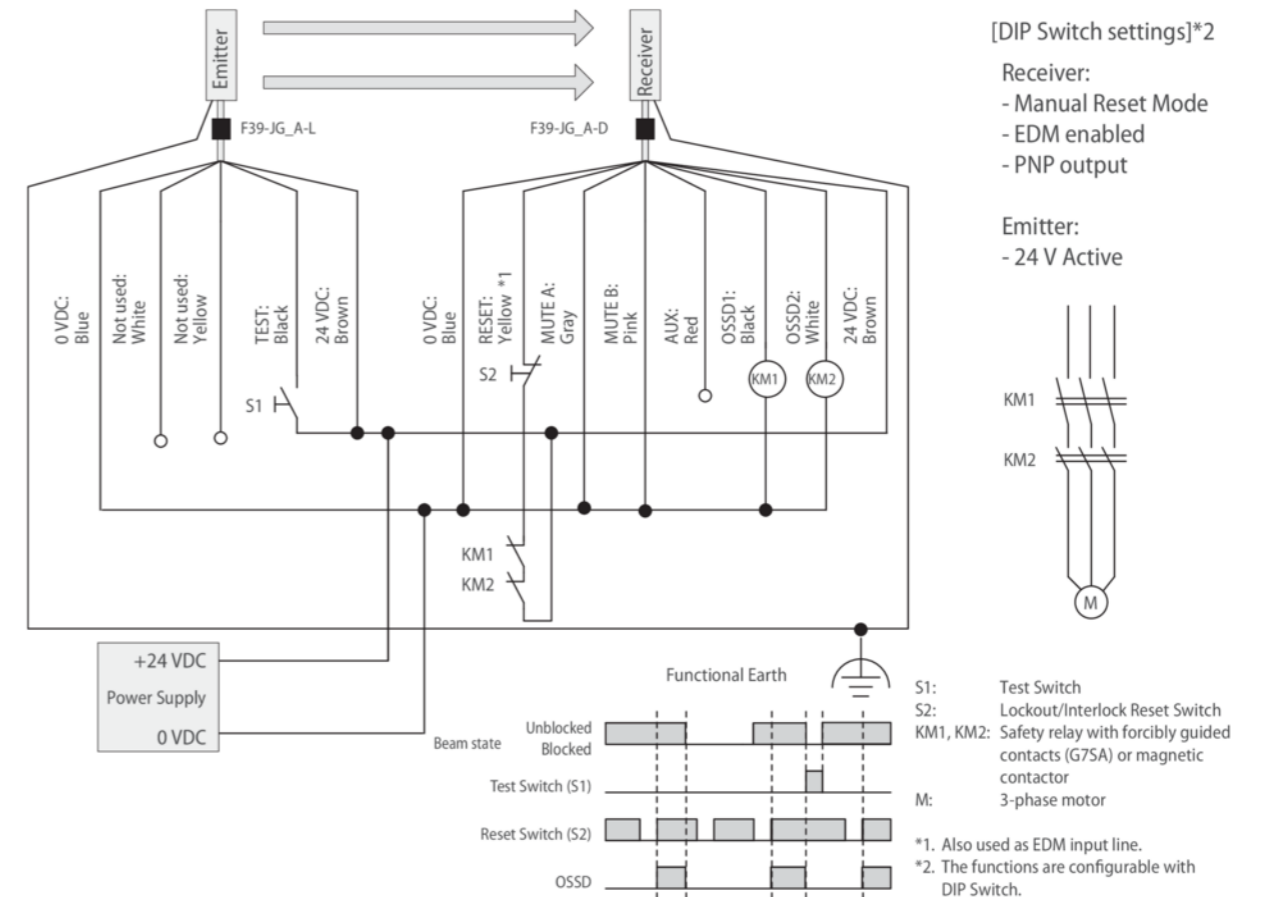 Emitter
Receiver
F39-JG_A-L
F39-JG_A-D
[DIP Switch settings]*2
Receiver:
- Manual Reset Mode
- EDM enabled
- PNP output
Emitter:
- 24 V Active
0 VDC:
Blue
Not used:
White
Not used:
Yellow
TEST:
Black
24 VDC:
Brown
0 VDC:
Blue
RESET:
Yellow *1
MUTE A:
Gray
MUTE B:
Pink
AUX:
Red
OSSD1:
Black
OSSD2:
White
24 VDC:
Brown
S1
S2
KM1
KM2
KM1
KM2
KM1
KM2
M
+24 VDC
Power Supply
0 VDC
Functional Earth
Beam state
Unblocked
Blocked
Test Switch (S1)
Reset Switch (S2)
OSSD
S1: Test Switch
S2: Lockout/Interlock Reset Switch
KM1, KM2: Safety relay with forcibly guided
contacts (G7SA) or magnetic
contactor
M: 3-phase motor
*1. Also used as EDM input line.
*2. The functions are configurable with
DIP Switch.